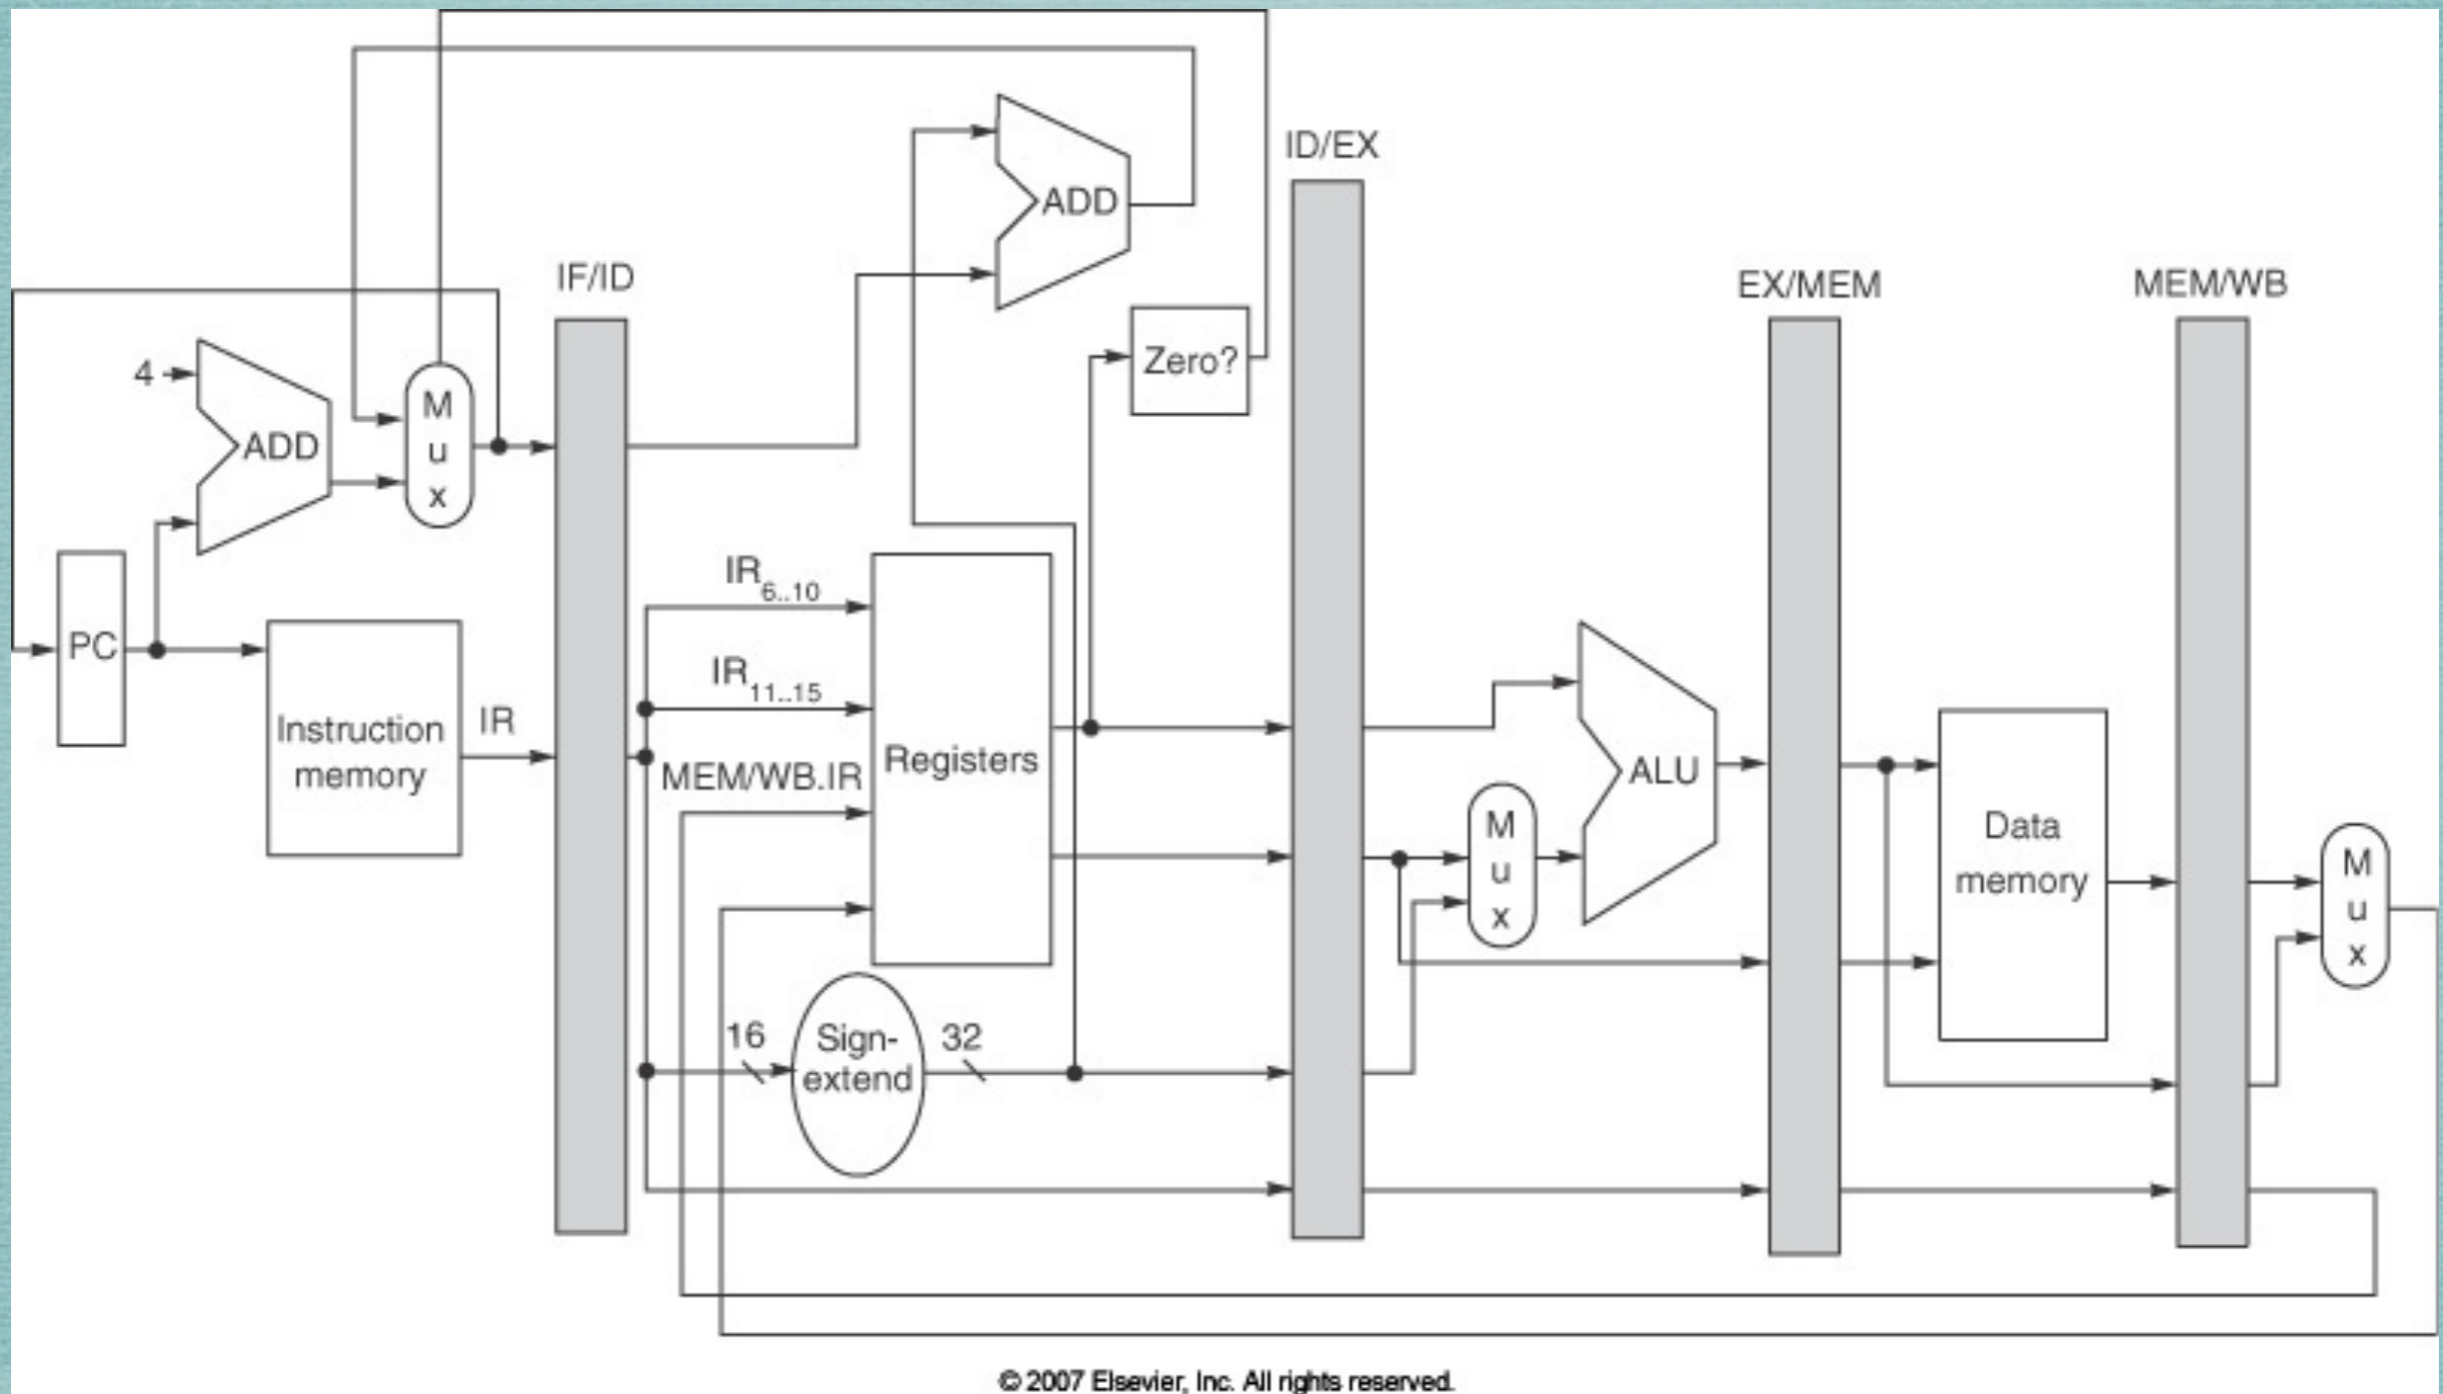 ID/EX
ADD
IF/ID
EX/MEM
MEM/WB
4
ADD
M
u
x
Zero?
PC
Instruction
memory
IR
IR6..10
IR11..15
MEM/WB.IR
Registers
16
Sign-
extend
32
M
u
x
ALU
Data
memory
M
u
x
© 2007 Elsevier, Inc. All rights reserved.